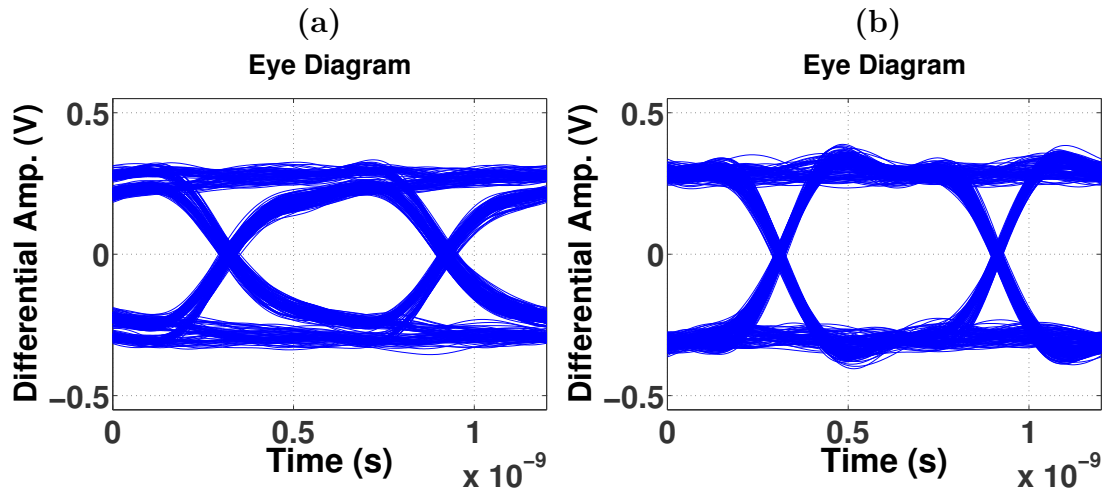 (a)
Eye Diagram
Differential Amp. (V)
0.5
0
−0.5
0
0.5
1
Time (s)
x 10⁻⁹
(b)
Eye Diagram
Differential Amp. (V)
0.5
0
−0.5
0
0.5
1
Time (s)
x 10⁻⁹